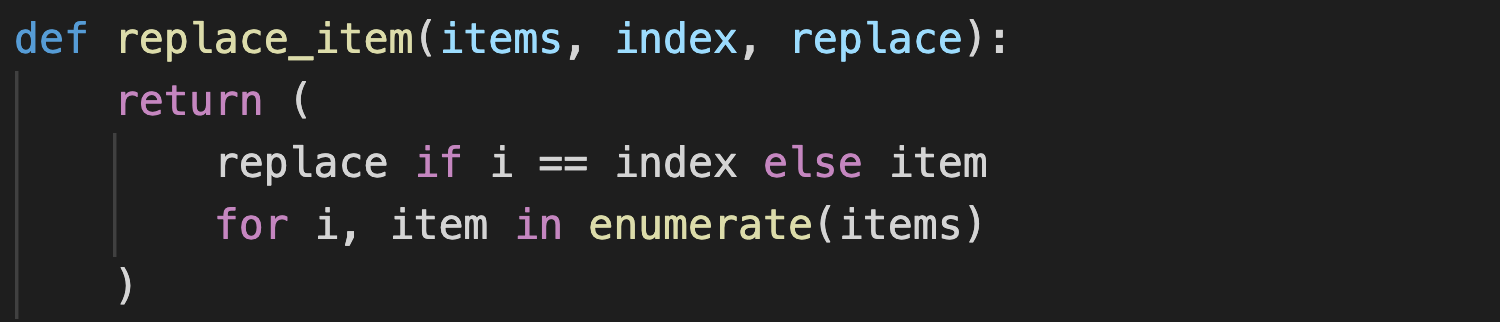 def replace_item(items, index, replace):
    return (
        replace if i == index else item
        for i, item in enumerate(items)
    )